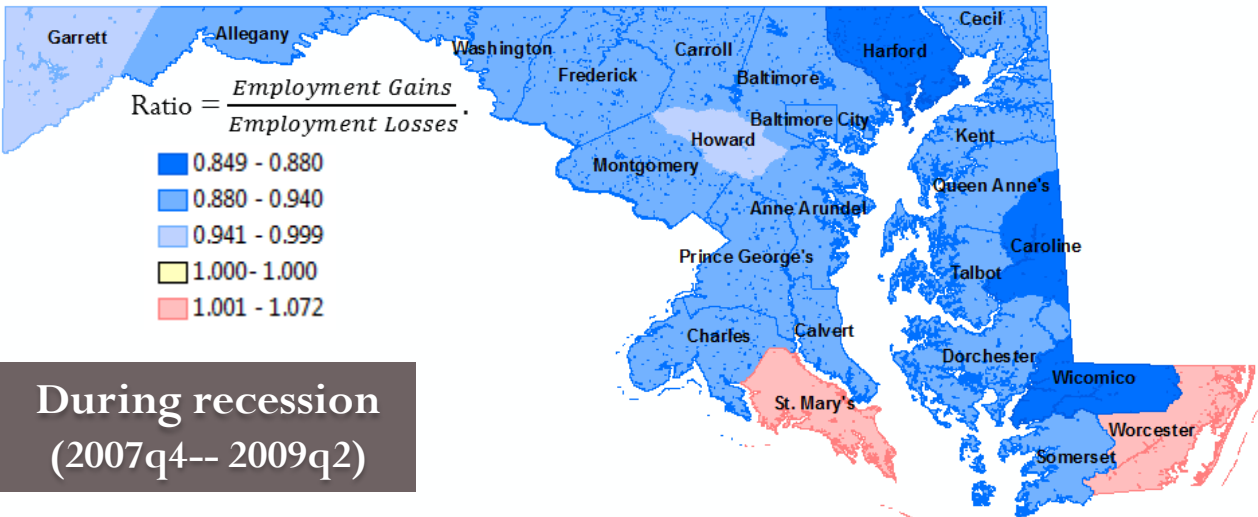 Garrett
Allegany
Washington
Frederick
Carroll
Baltimore
Harford
Cecil
Baltimore City
Howard
Montgomery
Kent
Queen Anne's
Anne Arundel
Caroline
Prince George's
Talbot
Charles
Calvert
Dorchester
Wicomico
St. Mary's
Worcester
Somerset
Ratio = Employment Gains / Employment Losses .
0.849 - 0.880
0.880 - 0.940
0.941 - 0.999
1.000- 1.000
1.001 - 1.072
During recession
(2007q4-- 2009q2)